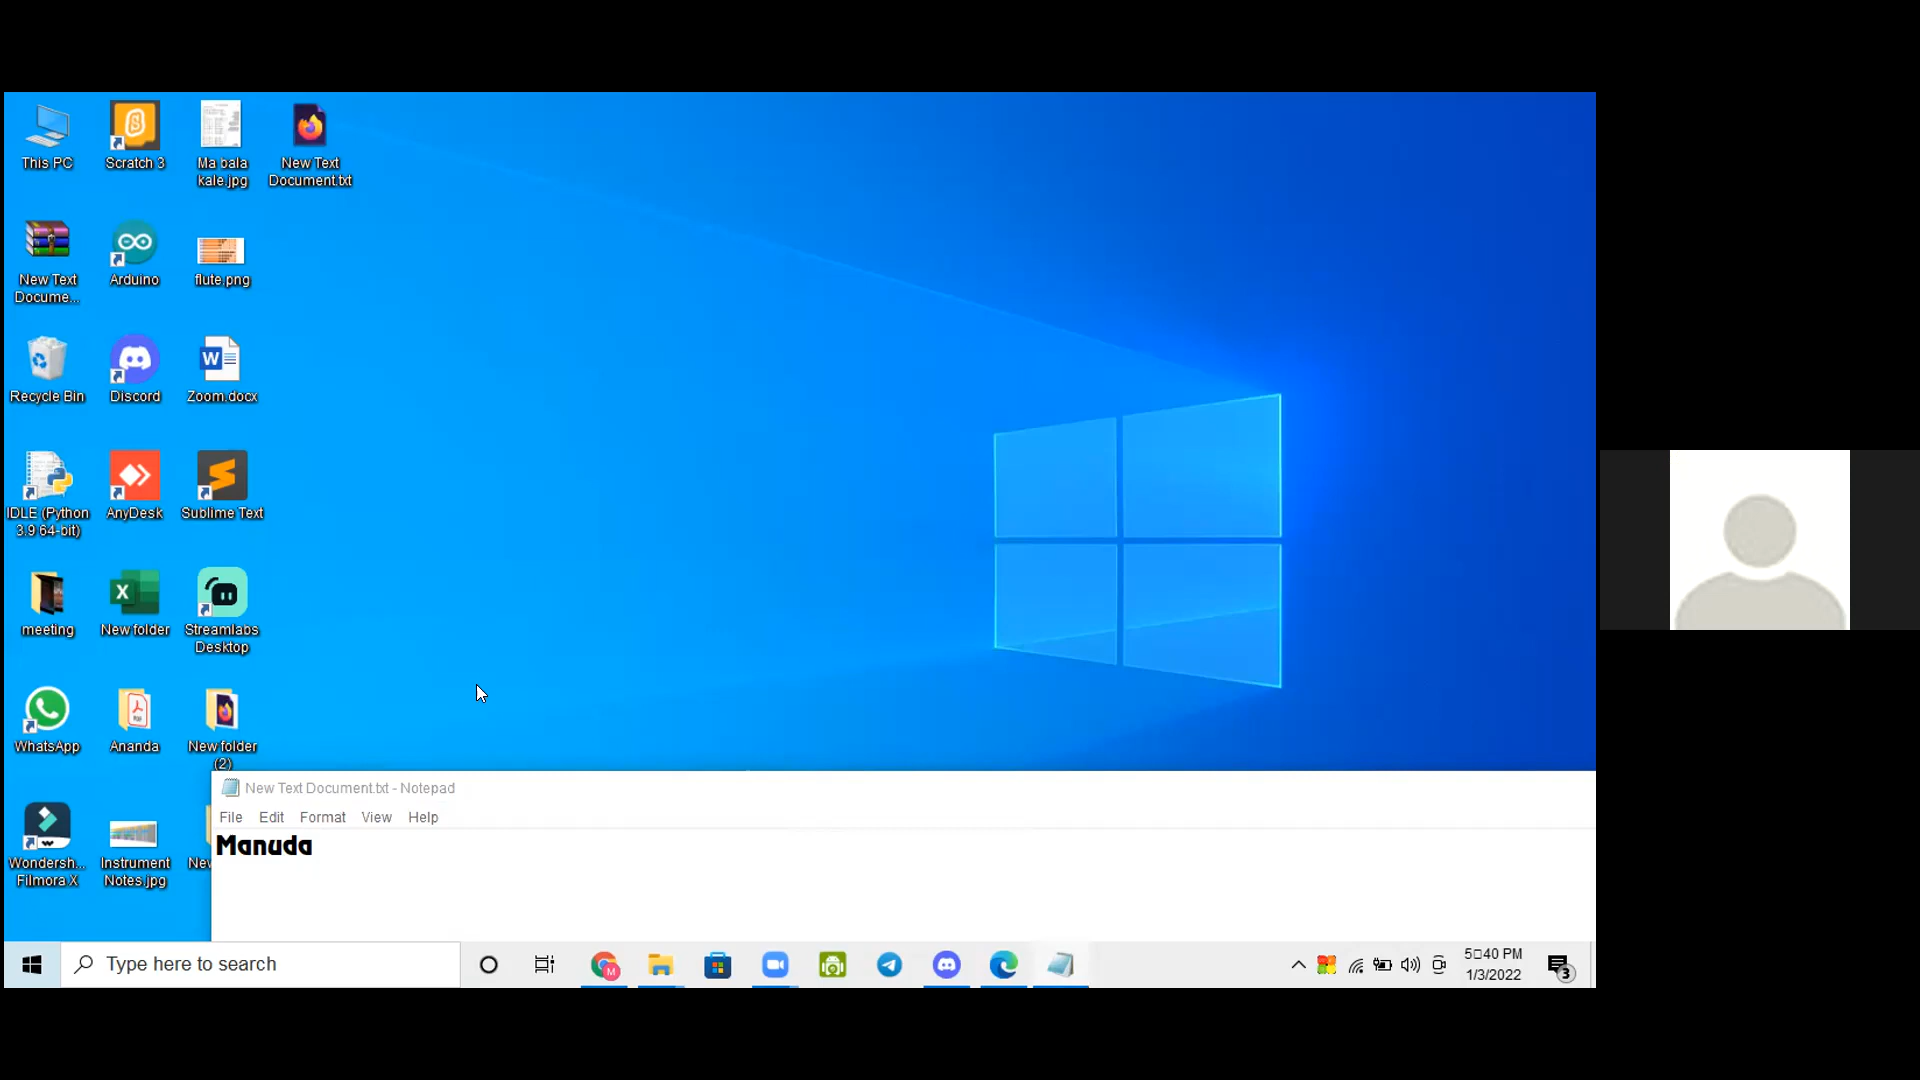 This PC
Scratch 3
Ma bala
kale.jpg
New Text
Document.txt
New Text
Docume...
Arduino
flute.png
Recycle Bin
Discord
Zoom.docx
IDLE (Python
3.9 64-bit)
AnyDesk
Sublime Text
meeting
New folder
Streamlabs
Desktop
WhatsApp
Ananda
New folder
(2)
Wondersh...
Filmora X
Instrument
Notes.jpg
New Text Document.txt - Notepad
File Edit Format View Help
Manuda
Type here to search
5□40 PM
1/3/2022
3